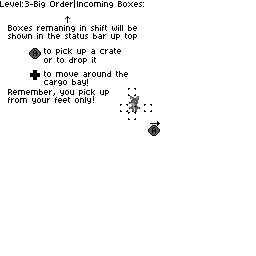 Level:3-Big Order|Incoming Boxes:
Boxes remaning in shift will be
shown in the status bar up top
A to pick up a crate
or to drop it
to move around the
cargo bay!
Remember, you pick up
from your feet only!
A